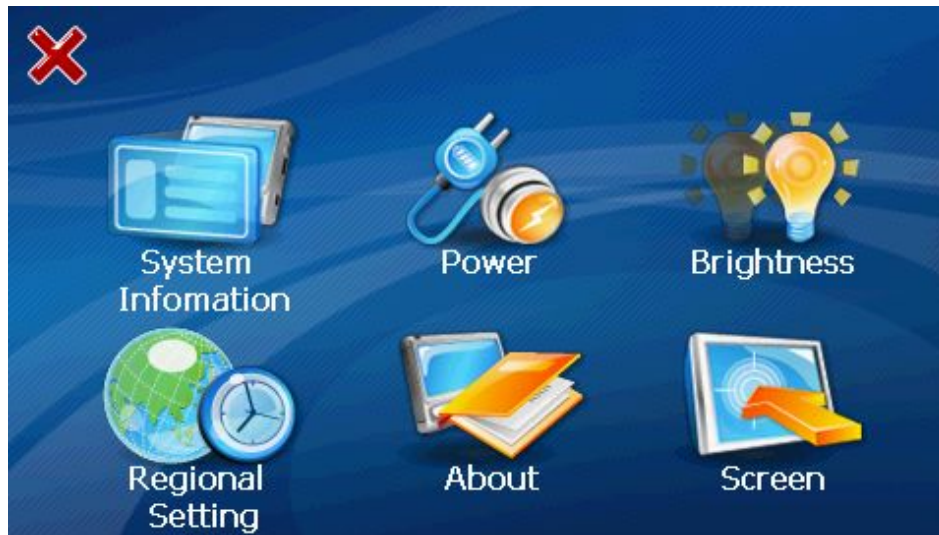 System
Infomation
Power
Brightness
Regional
Setting
About
Screen